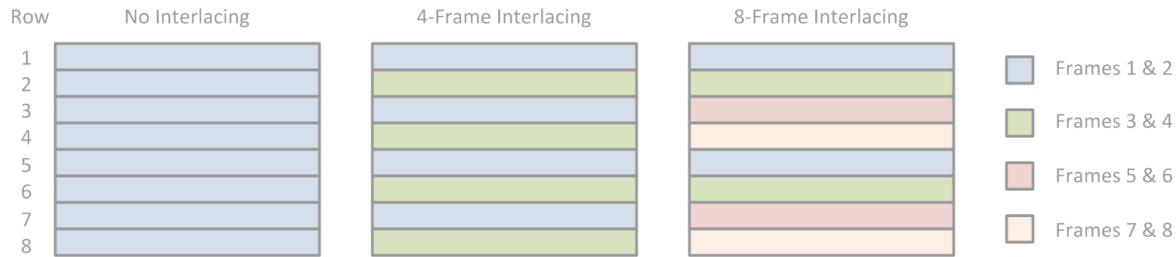 Row No Interlacing 4-Frame Interlacing 8-Frame Interlacing
1
2
3
4
5
6
7
8
Frames 1 & 2
Frames 3 & 4
Frames 5 & 6
Frames 7 & 8